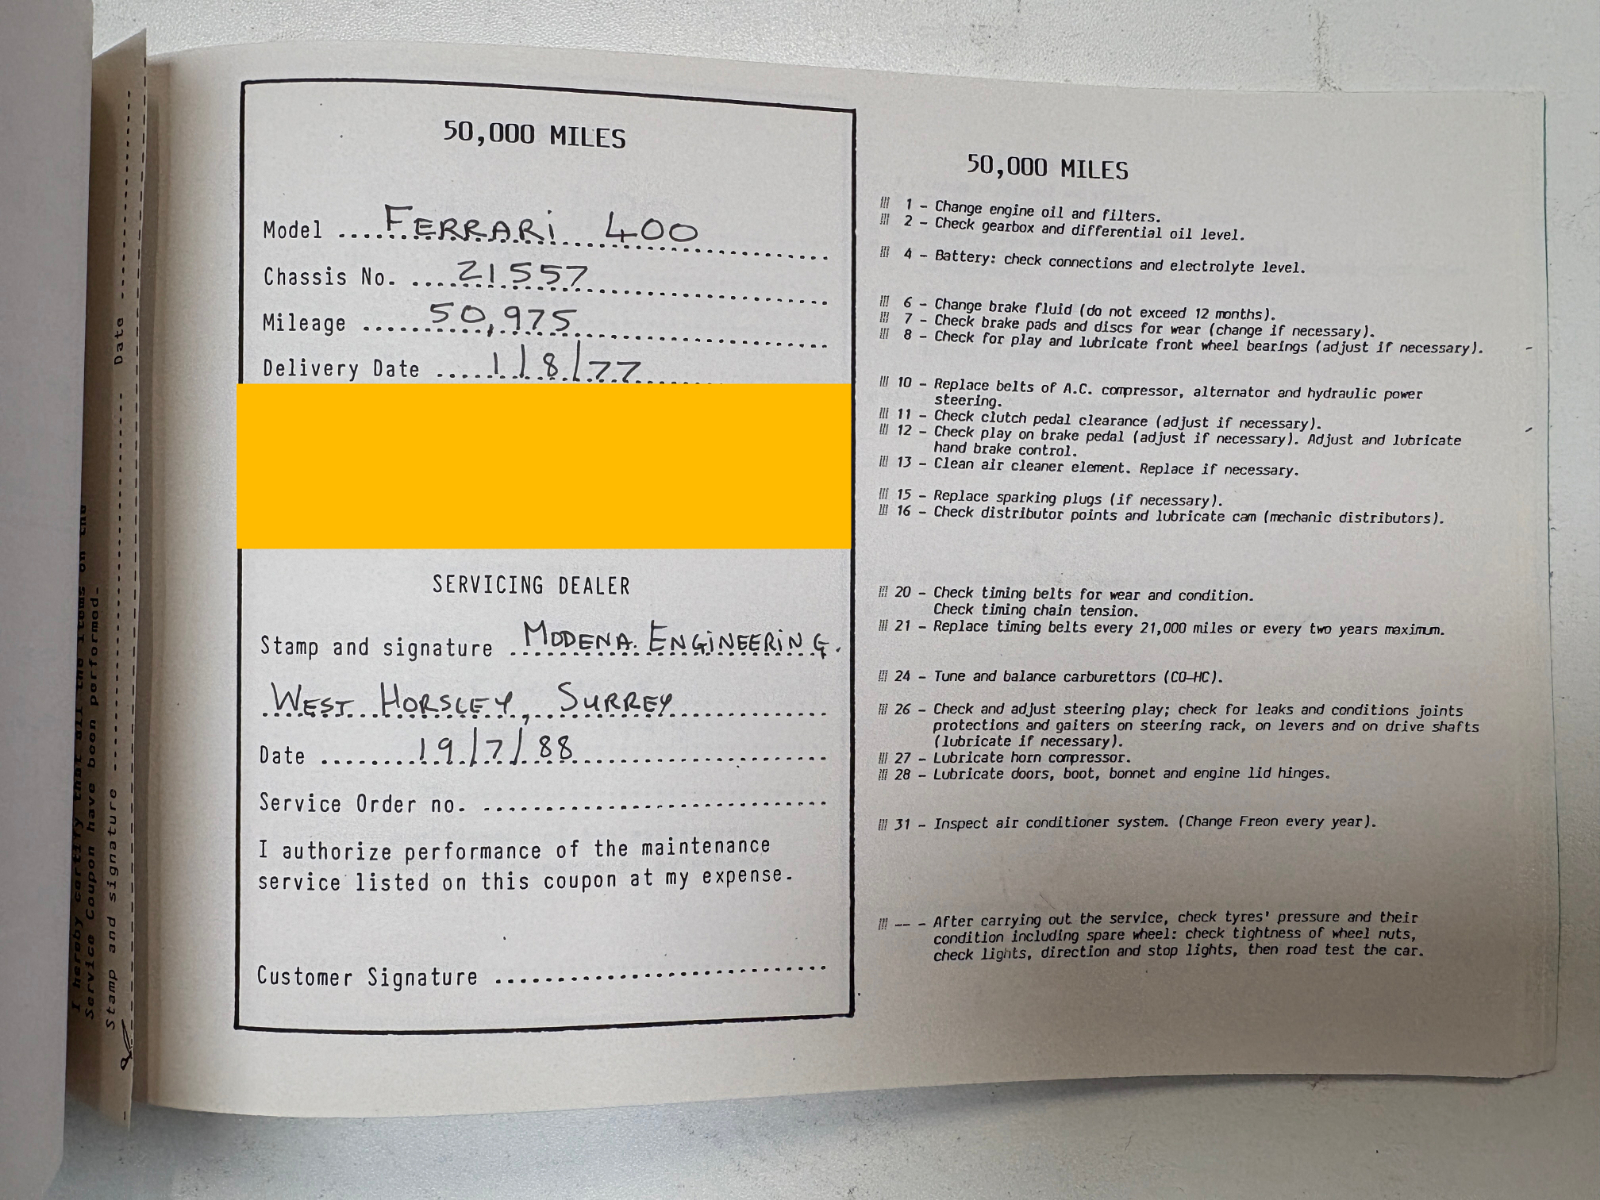 50,000 MILES
Model ....FERRARI 400....
Chassis No. ....21557....
Mileage ....50,975....
Delivery Date ....1/8/77....
SERVICING DEALER
Stamp and signature ..MODENA. ENGINEERING.
WEST HORSLEY, SURREY
Date ....19/7/88....
Service Order no. ....
I authorize performance of the maintenance
service listed on this coupon at my expense.
Customer Signature ....
50,000 MILES
1 - Change engine oil and filters.
2 - Check gearbox and differential oil level.
4 - Battery: check connections and electrolyte level.
6 - Change brake fluid (do not exceed 12 months).
7 - Check brake pads and discs for wear (change if necessary).
8 - Check for play and lubricate front wheel bearings (adjust if necessary).
10 - Replace belts of A.C. compressor, alternator and hydraulic power
steering.
11 - Check clutch pedal clearance (adjust if necessary).
12 - Check play on brake pedal (adjust if necessary). Adjust and lubricate
hand brake control.
13 - Clean air cleaner element. Replace if necessary.
15 - Replace sparking plugs (if necessary).
16 - Check distributor points and lubricate cam (mechanic distributors).
20 - Check timing belts for wear and condition.
Check timing chain tension.
21 - Replace timing belts every 21,000 miles or every two years maximum.
24 - Tune and balance carburettors (CO-HC).
26 - Check and adjust steering play; check for leaks and conditions joints
protections and gaiters on steering rack, on levers and on drive shafts
(lubricate if necessary).
27 - Lubricate horn compressor.
28 - Lubricate doors, boot, bonnet and engine lid hinges.
31 - Inspect air conditioner system. (Change Freon every year).
-- - After carrying out the service, check tyres' pressure and their
condition including spare wheel: check tightness of wheel nuts,
check lights, direction and stop lights, then road test the car.
I hereby certify that all the items on the
Service Coupon have been performed.
Stamp and signature .... Date ....